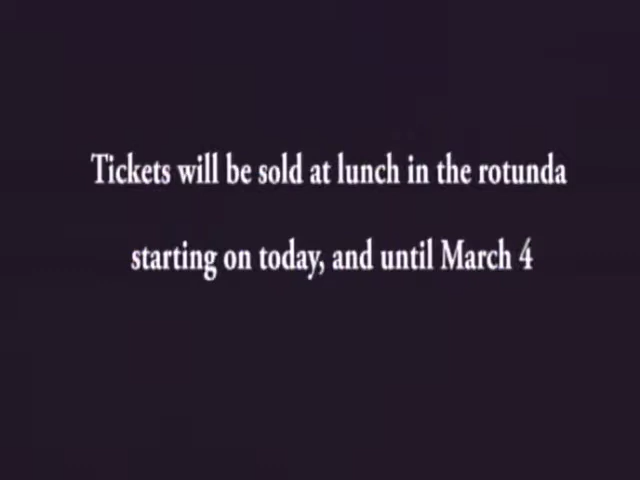 Tickets will be sold at lunch in the rotunda
starting on today, and until March 4